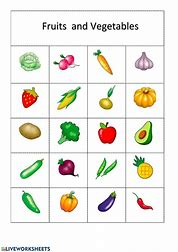 Fruits and Vegetables
LIVEWORKSHEETS